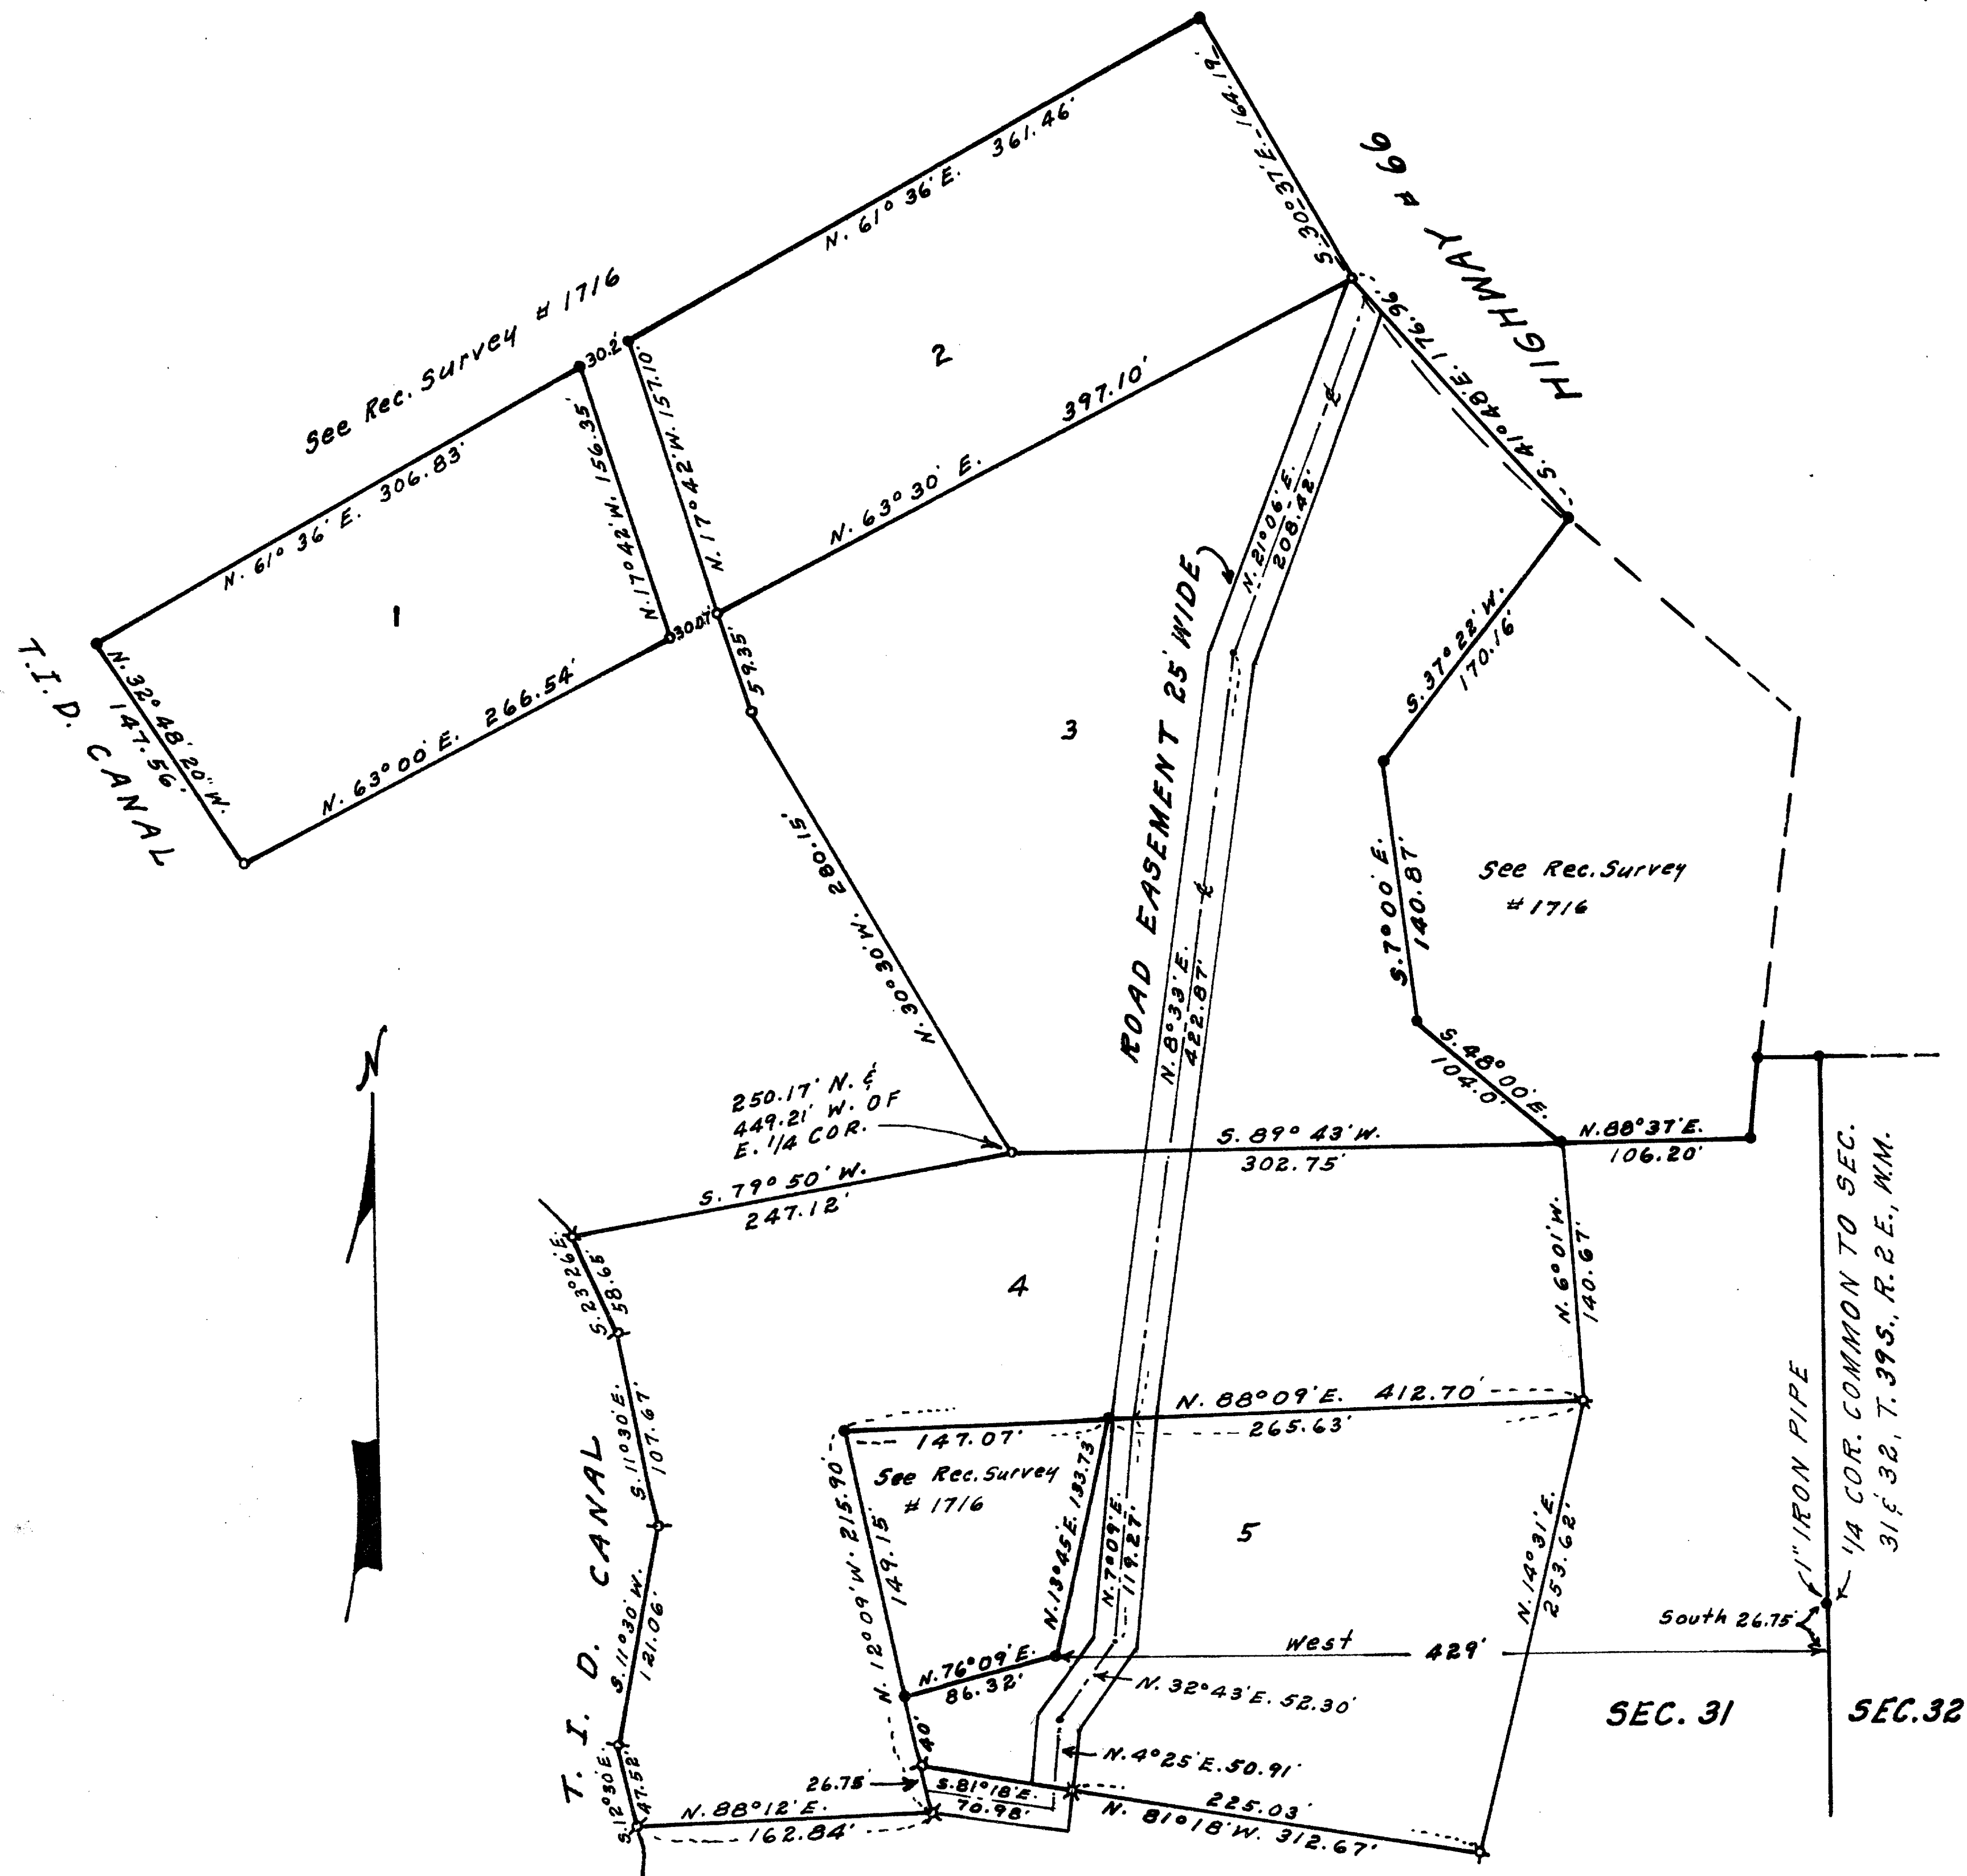 N. 61° 36' E. 361.46'
S. 30° 37' E. 164.19'
HIGHWAY # 66
See Rec. Survey # 1716
30.2'
N. 17° 42' W. 157.10'
2
397.10'
N. 63° 30' E.
S. 41° 48' E. 176.96'
N. 61° 36' E. 306.83'
N. 17° 42' W. 156.35'
1
30.07'
59.35'
T.I.D. CANAL
N. 32° 48' 20" W.
147.56'
N. 63° 00' E. 266.54'
3
ROAD EASEMENT 25' WIDE
N. 21° 06' E.
208.42'
S. 37° 22' W.
170.16'
S. 7° 00' E.
140.87'
See Rec. Survey
# 1716
N. 30° 30' W. 280.15'
N. 8° 33' E.
422.87'
S. 48° 00' E.
104.0'
N
250.17' N. &
449.21' W. OF
E. 1/4 COR.
S. 89° 43' W.
302.75'
N. 88° 37' E.
106.20'
S. 79° 50' W.
247.12'
S. 23° 26' E.
58.65'
4
N. 6° 01' W.
140.67'
1" IRON PIPE
1/4 COR. COMMON TO SEC.
31 & 32, T. 39 S., R. 2 E., W.M.
N. 88° 09' E. 412.70'
147.07'
265.63'
S. 11° 30' E.
107.67'
T. I. D. CANAL
See Rec. Survey
# 1716
N. 12° 09' W. 215.90'
149.15'
N. 13° 45' E. 133.73'
N. 7° 09' E.
119.27'
5
N. 14° 31' E.
253.62'
S. 11° 30' W.
121.06'
South 26.75'
West 429'
N. 76° 09' E.
86.32'
N. 32° 43' E. 52.30'
SEC. 31
SEC. 32
40'
N. 4° 25' E. 50.91'
S. 12° 30' E.
47.52'
26.75'
S. 81° 18' E.
70.98'
225.03'
N. 81° 18' W. 312.67'
N. 88° 12' E.
162.84'